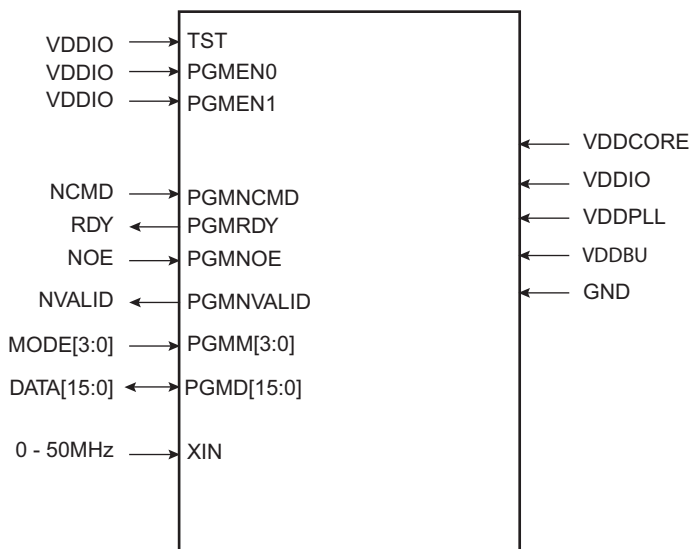 VDDIO TST
VDDIO PGMEN0
VDDIO PGMEN1
VDDCORE
VDDIO
NCMD PGMNCMD
RDY PGMRDY
VDDPLL
NOE PGMNOE
VDDBU
NVALID PGMNVALID
GND
MODE[3:0] PGMM[3:0]
DATA[15:0] PGMD[15:0]
0 - 50MHz XIN